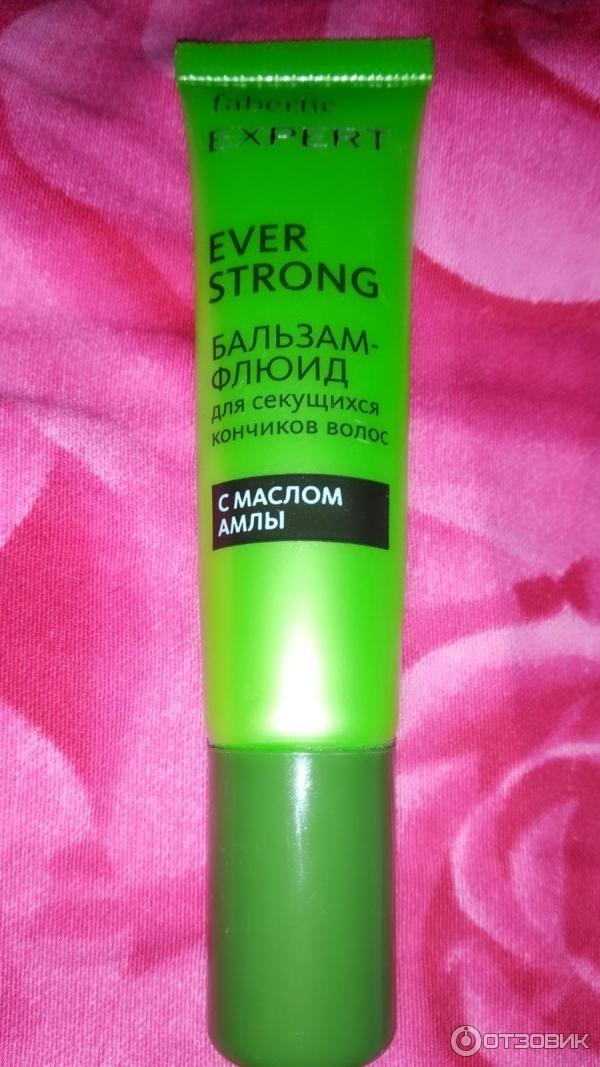 faberlic
EXPERT
EVER
STRONG
БАЛЬЗАМ-
ФЛЮИД
для секущихся
кончиков волос
С МАСЛОМ
АМЛЫ
ОТЗОВИК